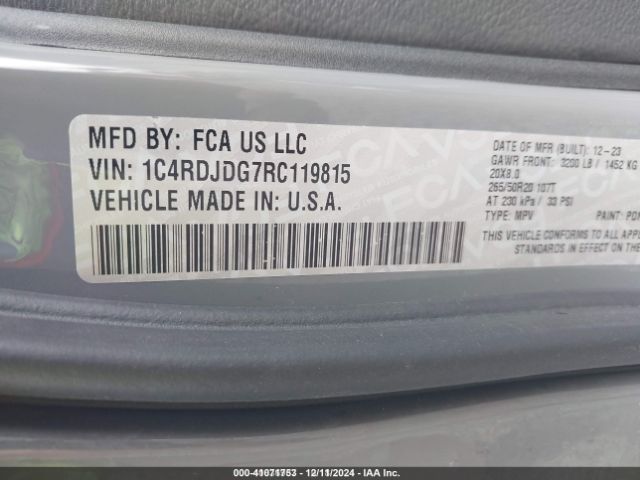 MFD BY: FCA US LLC
VIN: 1C4RDJDG7RC119815
VEHICLE MADE IN: U.S.A.
DATE OF MFR (BUILT): 12-23
GAWR FRONT: 3200 LB / 1452 KG
20X8.0
265/50R20 107T
AT 230 kPa / 33 PSI
TYPE: MPV PAINT: PDN
THIS VEHICLE CONFORMS TO ALL APPL
STANDARDS IN EFFECT ON THE
000-41071753 - 12/11/2024 - IAA Inc.